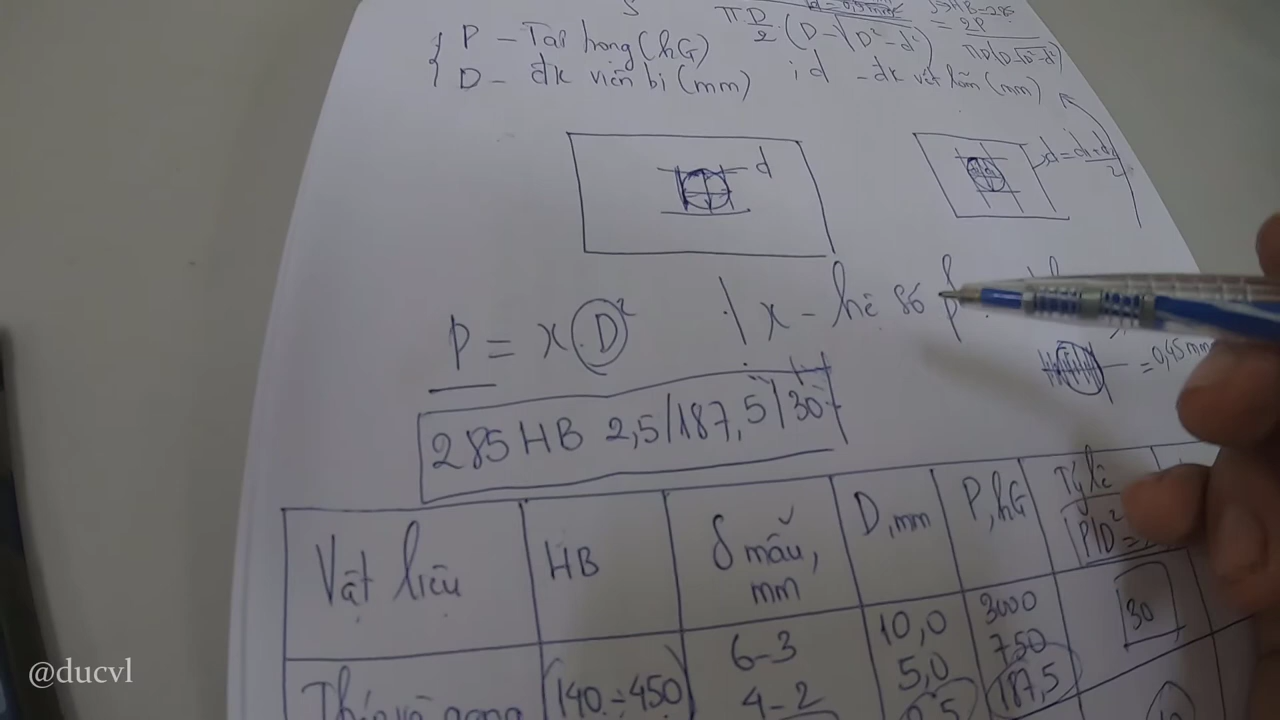 S
P – Tải trọng (kG)
π D/2 (D – √D² – d²)
= 2P
πD(D-√D²-d²)
D – đk viên bi (mm) ; d – đk vết lõm (mm)
d
d = d₁+d₂/2
P = xD² | x – hệ số
= 0,45 mm
285 HB 2,5/187,5/30
Vật liệu HB δ mẫu, mm D, mm P, kG Tỷ lệ P/D² =
140 ÷ 450 6-3 10,0 3000 30
4-2 5,0 750
187,5
@ducvl